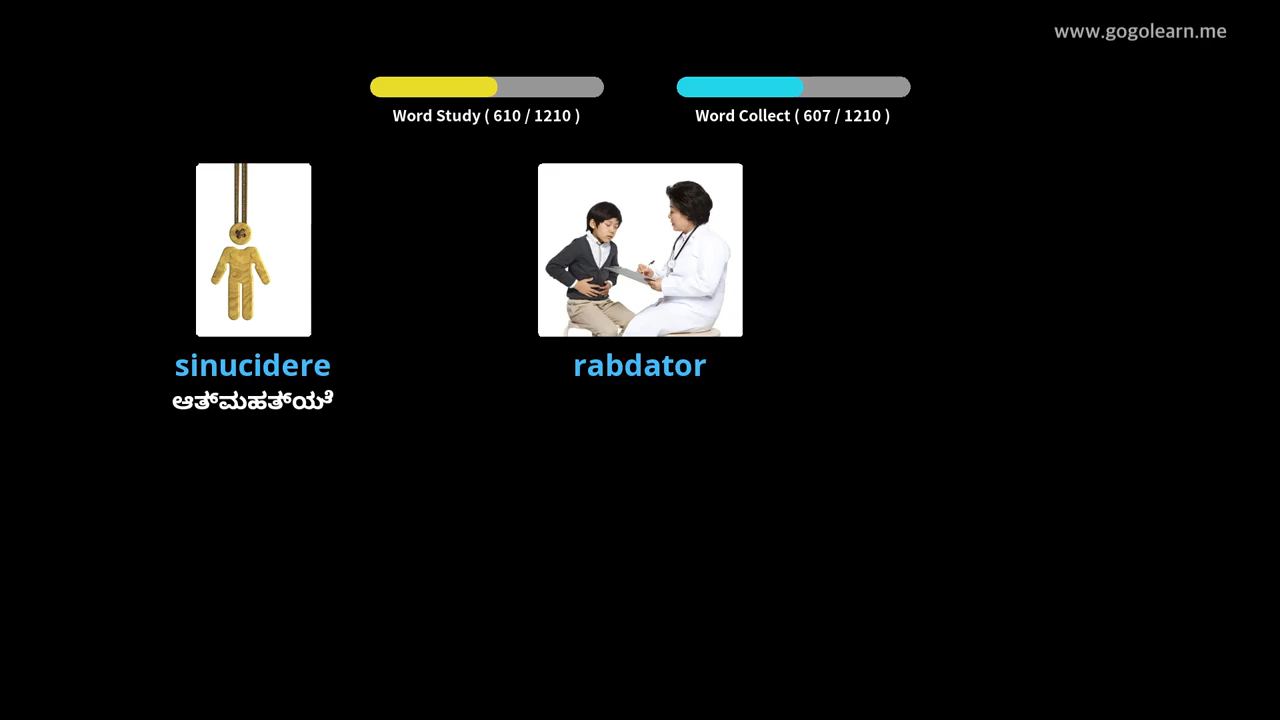 www.gogolearn.me
Word Study ( 610 / 1210 )
Word Collect ( 607 / 1210 )
sinucidere
rabdator
ಆತ್‌ಮಹತ್‌ಯೆ